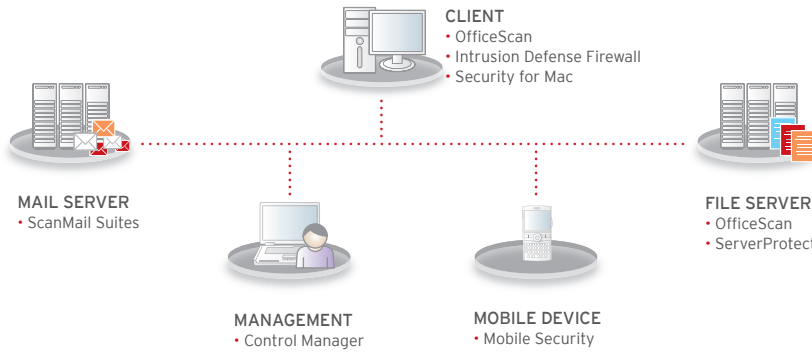 CLIENT
• OfficeScan
• Intrusion Defense Firewall
• Security for Mac
MAIL SERVER
• ScanMail Suites
FILE SERVER
• OfficeScan
• ServerProtect
MANAGEMENT
• Control Manager
MOBILE DEVICE
• Mobile Security